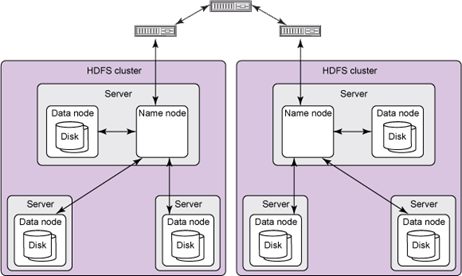 HDFS cluster
Server
Data node
Disk
Name node
Server
Data node
Disk
Server
Data node
Disk
HDFS cluster
Server
Name node
Data node
Disk
Server
Data node
Disk
Server
Data node
Disk